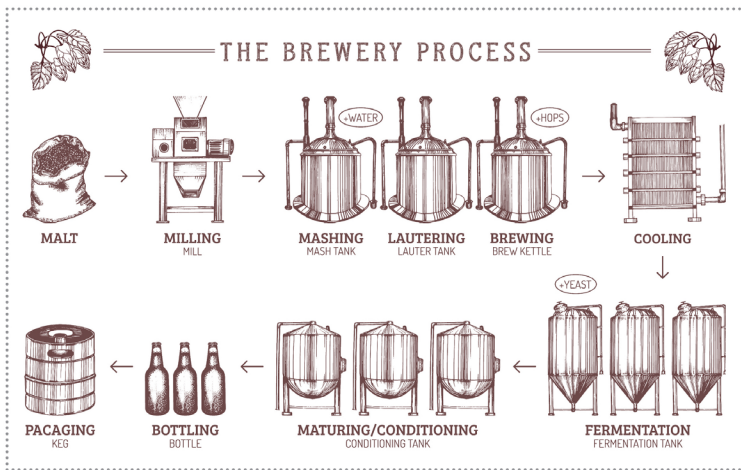 THE BREWERY PROCESS
+WATER
+HOPS
MALT
MILLING
MILL
MASHING
MASH TANK
LAUTERING
LAUTER TANK
BREWING
BREW KETTLE
COOLING
+YEAST
PACAGING
KEG
BOTTLING
BOTTLE
MATURING/CONDITIONING
CONDITIONING TANK
FERMENTATION
FERMENTATION TANK